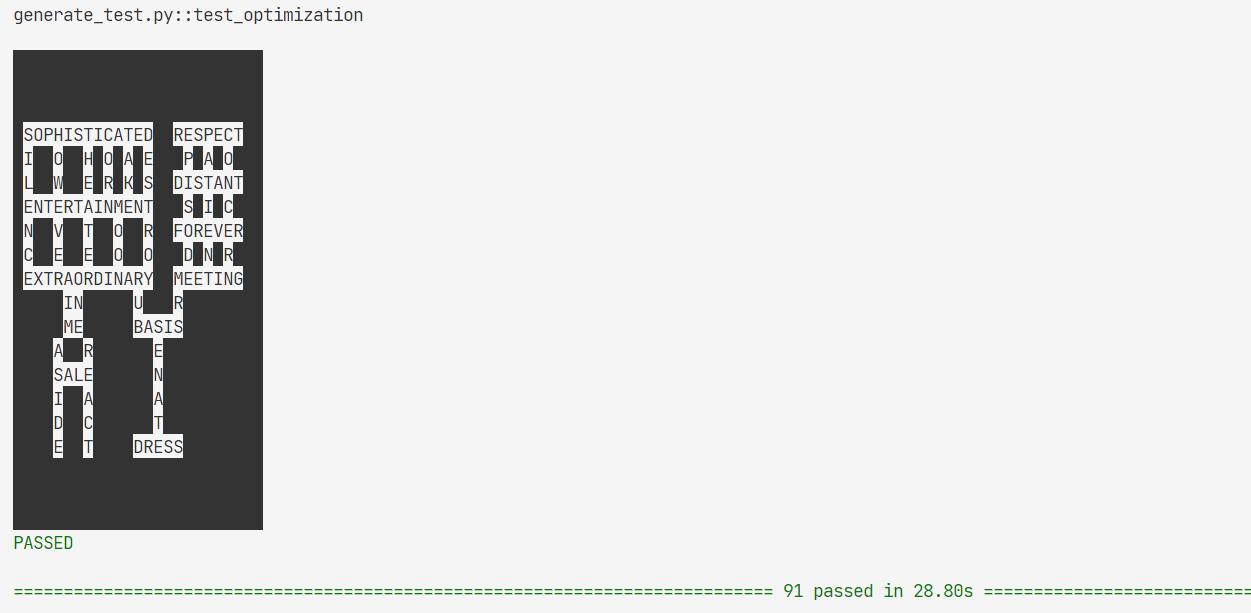 generate_test.py::test_optimization
SOPHISTICATED  RESPECT
I  O  H O A E   P A O
L  W  E R K S  DISTANT
ENTERTAINMENT   S I C
N  V  T  O  R  FOREVER
C  E  E  O  O   D N R
EXTRAORDINARY  MEETING
    IN     U   R
    ME     BASIS
   A  R      E
   SALE      N
   I  A      A
   D  C      T
   E  T    DRESS
PASSED
============================================================================ 91 passed in 28.80s ===========================